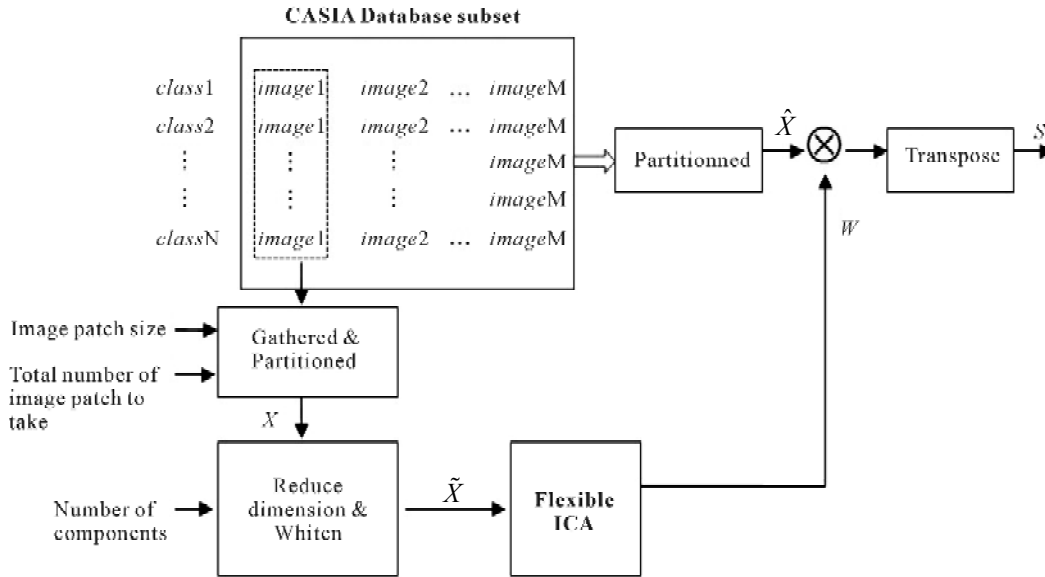 CASIA Database subset
class1 image1 image2 ... imageM
class2 image1 image2 ... imageM
⋮ ⋮ ⋮ imageM
⋮ ⋮ ⋮ imageM
classN image1 image2 ... imageM
Partitionned
X̂
⊗
Transpose
S
W
Image patch size
Total number of
image patch to
take
Gathered &
Partitioned
X
Number of
components
Reduce
dimension &
Whiten
X̃
Flexible
ICA